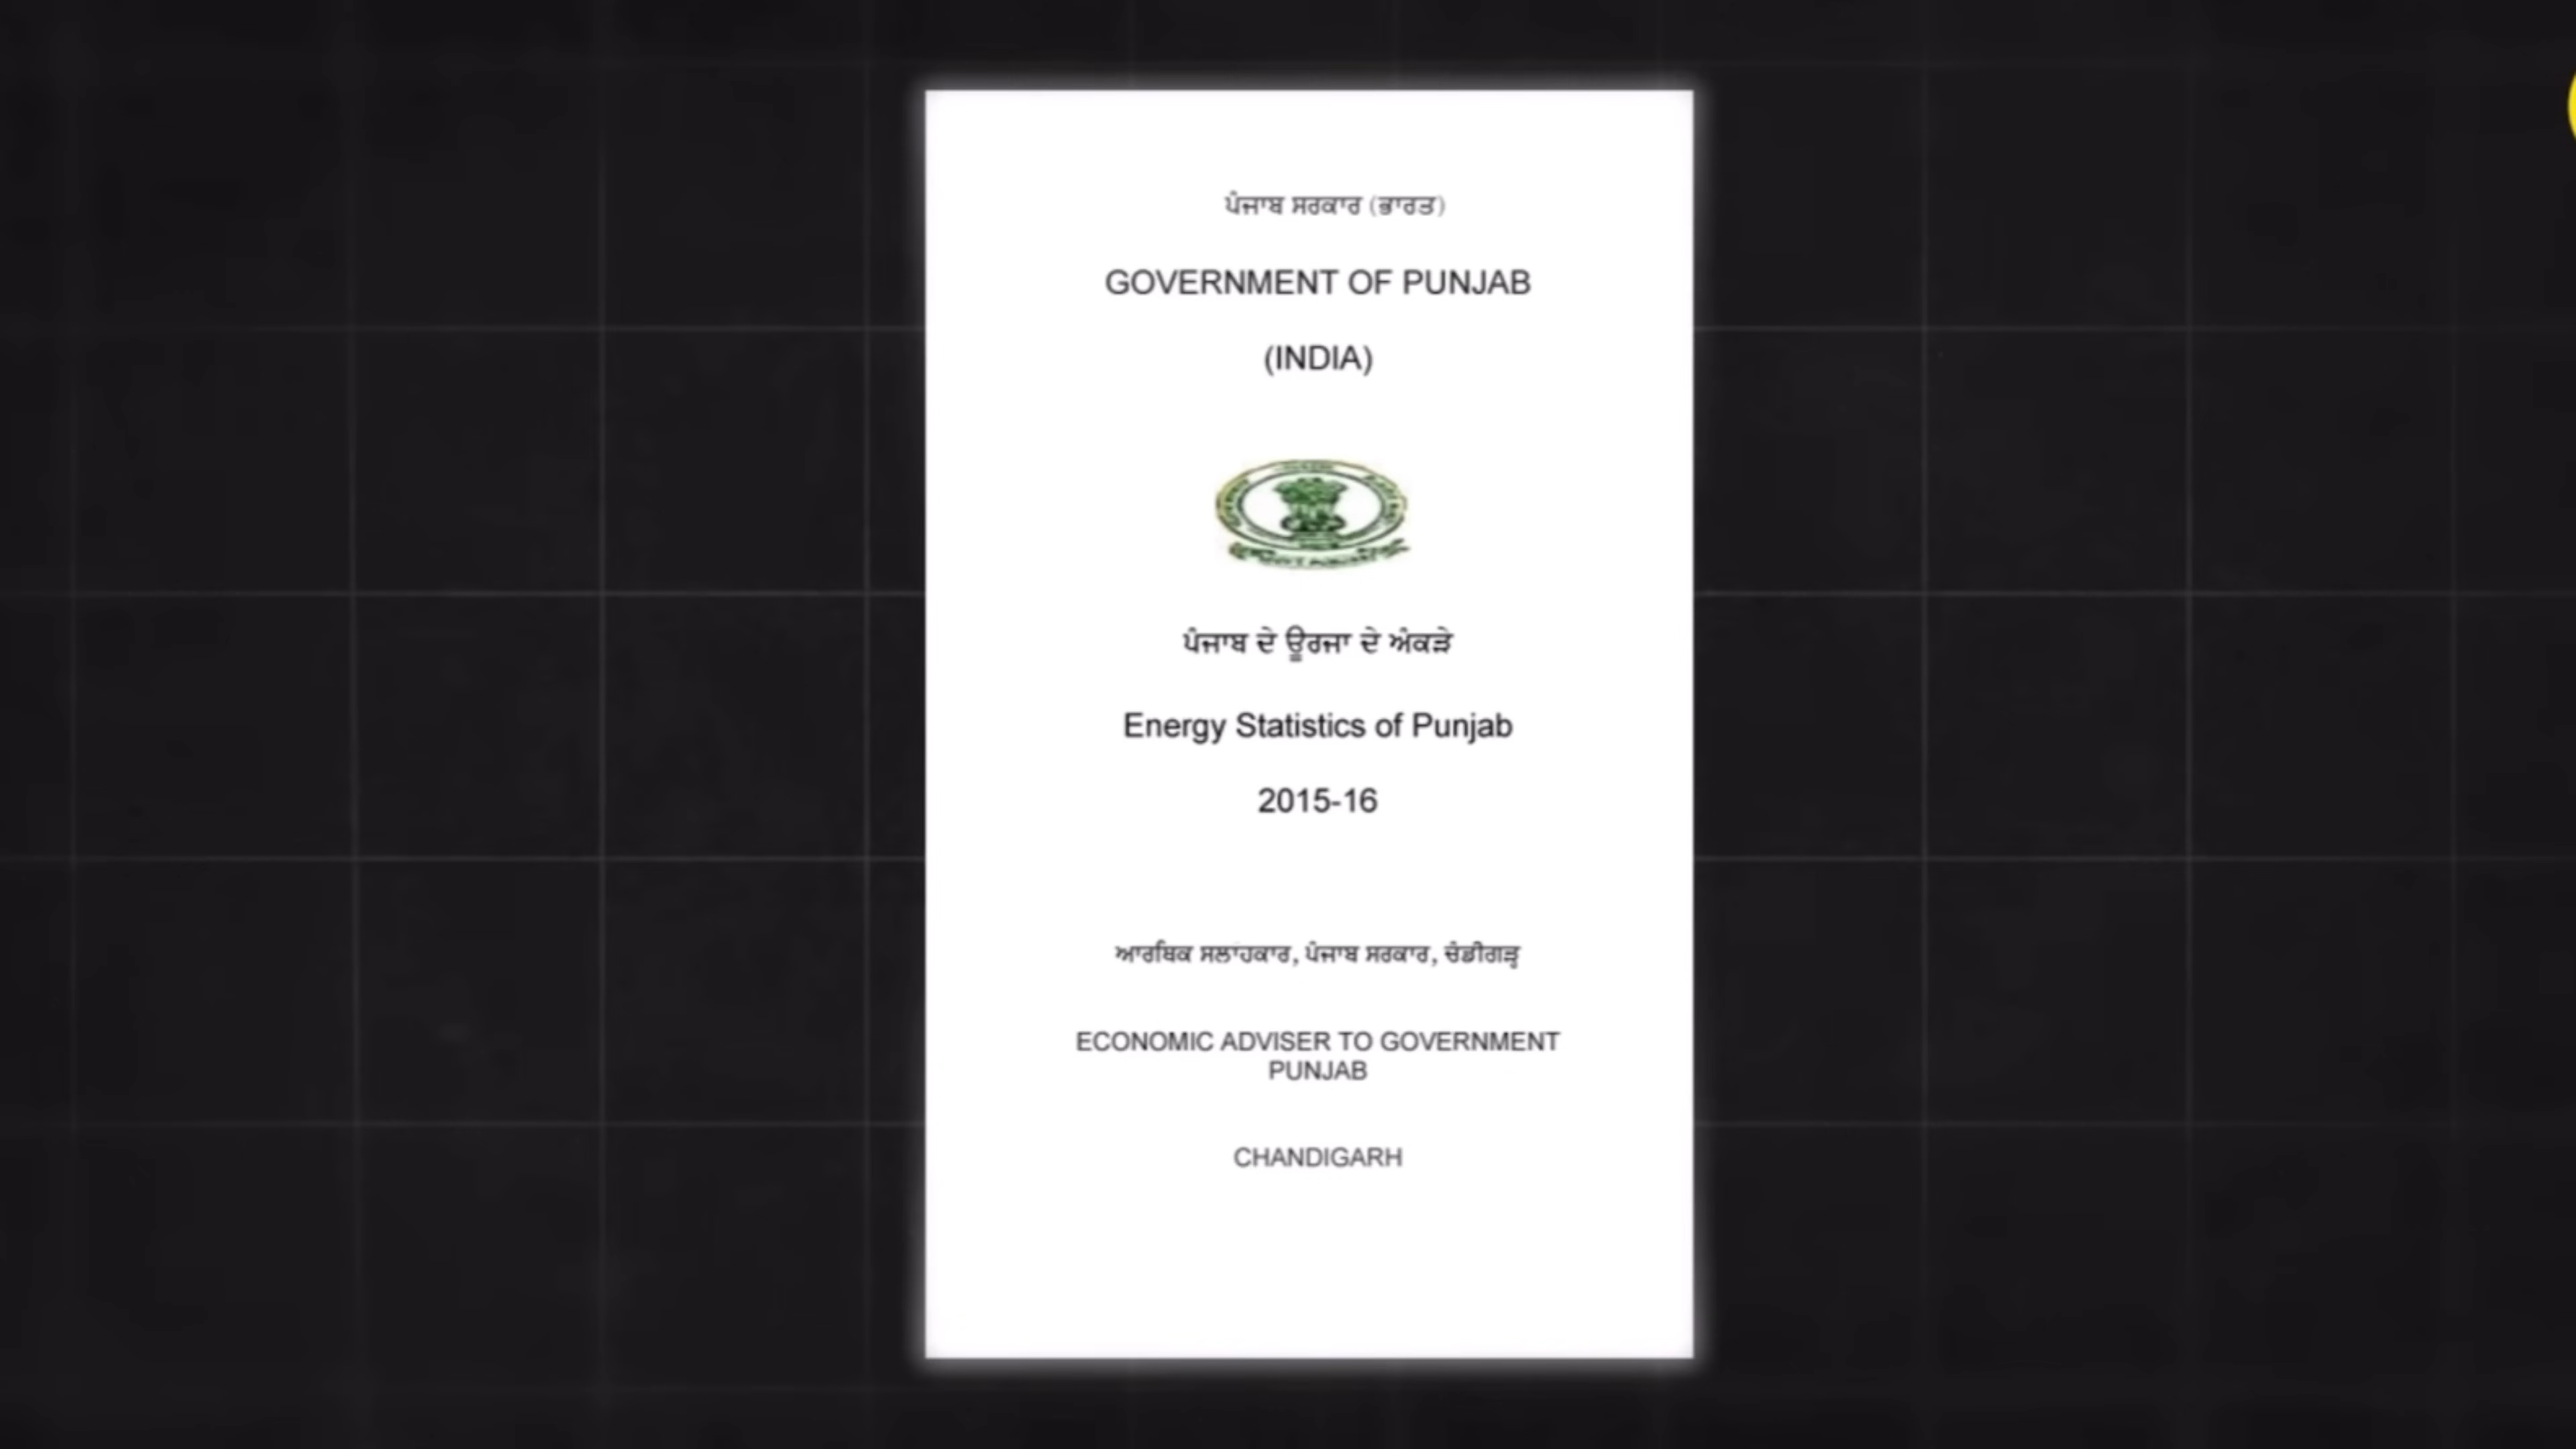 ਪੰਜਾਬ ਸਰਕਾਰ (ਭਾਰਤ)
GOVERNMENT OF PUNJAB
(INDIA)
ਪੰਜਾਬ ਦੇ ਊਰਜਾ ਦੇ ਅੰਕੜੇ
Energy Statistics of Punjab
2015-16
ਆਰਥਿਕ ਸਲਾਹਕਾਰ, ਪੰਜਾਬ ਸਰਕਾਰ, ਚੰਡੀਗੜ੍ਹ
ECONOMIC ADVISER TO GOVERNMENT
PUNJAB
CHANDIGARH